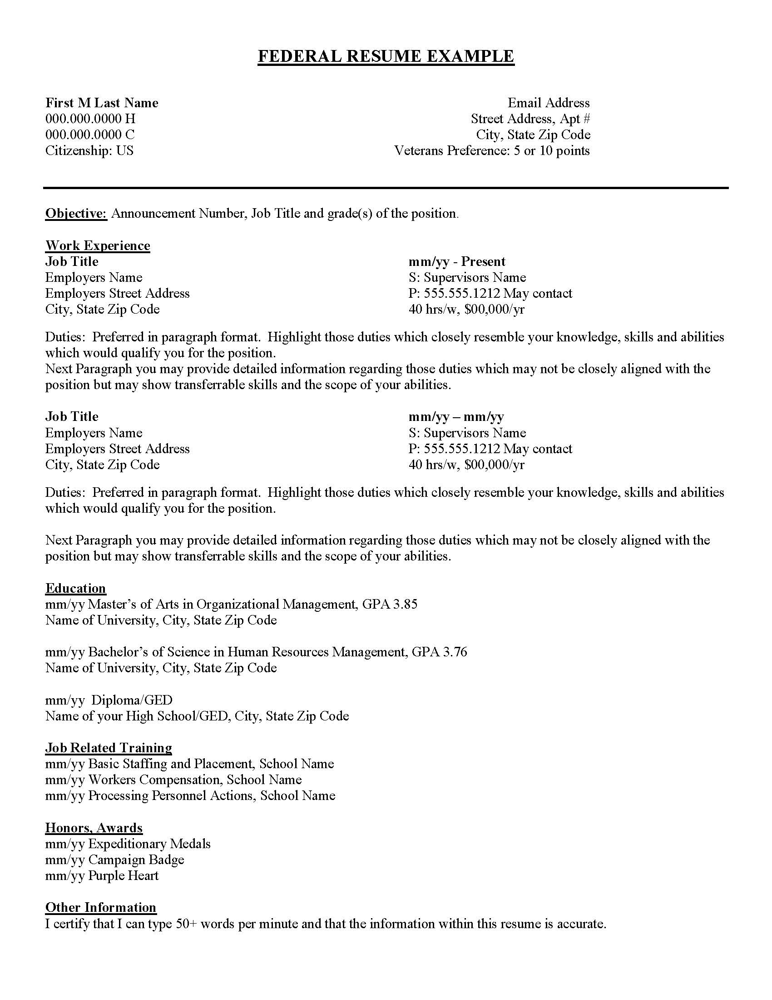 FEDERAL RESUME EXAMPLE
First M Last Name Email Address
000.000.0000 H Street Address, Apt #
000.000.0000 C City, State Zip Code
Citizenship: US Veterans Preference: 5 or 10 points
Objective: Announcement Number, Job Title and grade(s) of the position.
Work Experience
Job Title mm/yy - Present
Employers Name S: Supervisors Name
Employers Street Address P: 555.555.1212 May contact
City, State Zip Code 40 hrs/w, $00,000/yr
Duties: Preferred in paragraph format. Highlight those duties which closely resemble your knowledge, skills and abilities
which would qualify you for the position.
Next Paragraph you may provide detailed information regarding those duties which may not be closely aligned with the
position but may show transferrable skills and the scope of your abilities.
Job Title mm/yy – mm/yy
Employers Name S: Supervisors Name
Employers Street Address P: 555.555.1212 May contact
City, State Zip Code 40 hrs/w, $00,000/yr
Duties: Preferred in paragraph format. Highlight those duties which closely resemble your knowledge, skills and abilities
which would qualify you for the position.
Next Paragraph you may provide detailed information regarding those duties which may not be closely aligned with the
position but may show transferrable skills and the scope of your abilities.
Education
mm/yy Master’s of Arts in Organizational Management, GPA 3.85
Name of University, City, State Zip Code
mm/yy Bachelor’s of Science in Human Resources Management, GPA 3.76
Name of University, City, State Zip Code
mm/yy Diploma/GED
Name of your High School/GED, City, State Zip Code
Job Related Training
mm/yy Basic Staffing and Placement, School Name
mm/yy Workers Compensation, School Name
mm/yy Processing Personnel Actions, School Name
Honors, Awards
mm/yy Expeditionary Medals
mm/yy Campaign Badge
mm/yy Purple Heart
Other Information
I certify that I can type 50+ words per minute and that the information within this resume is accurate.